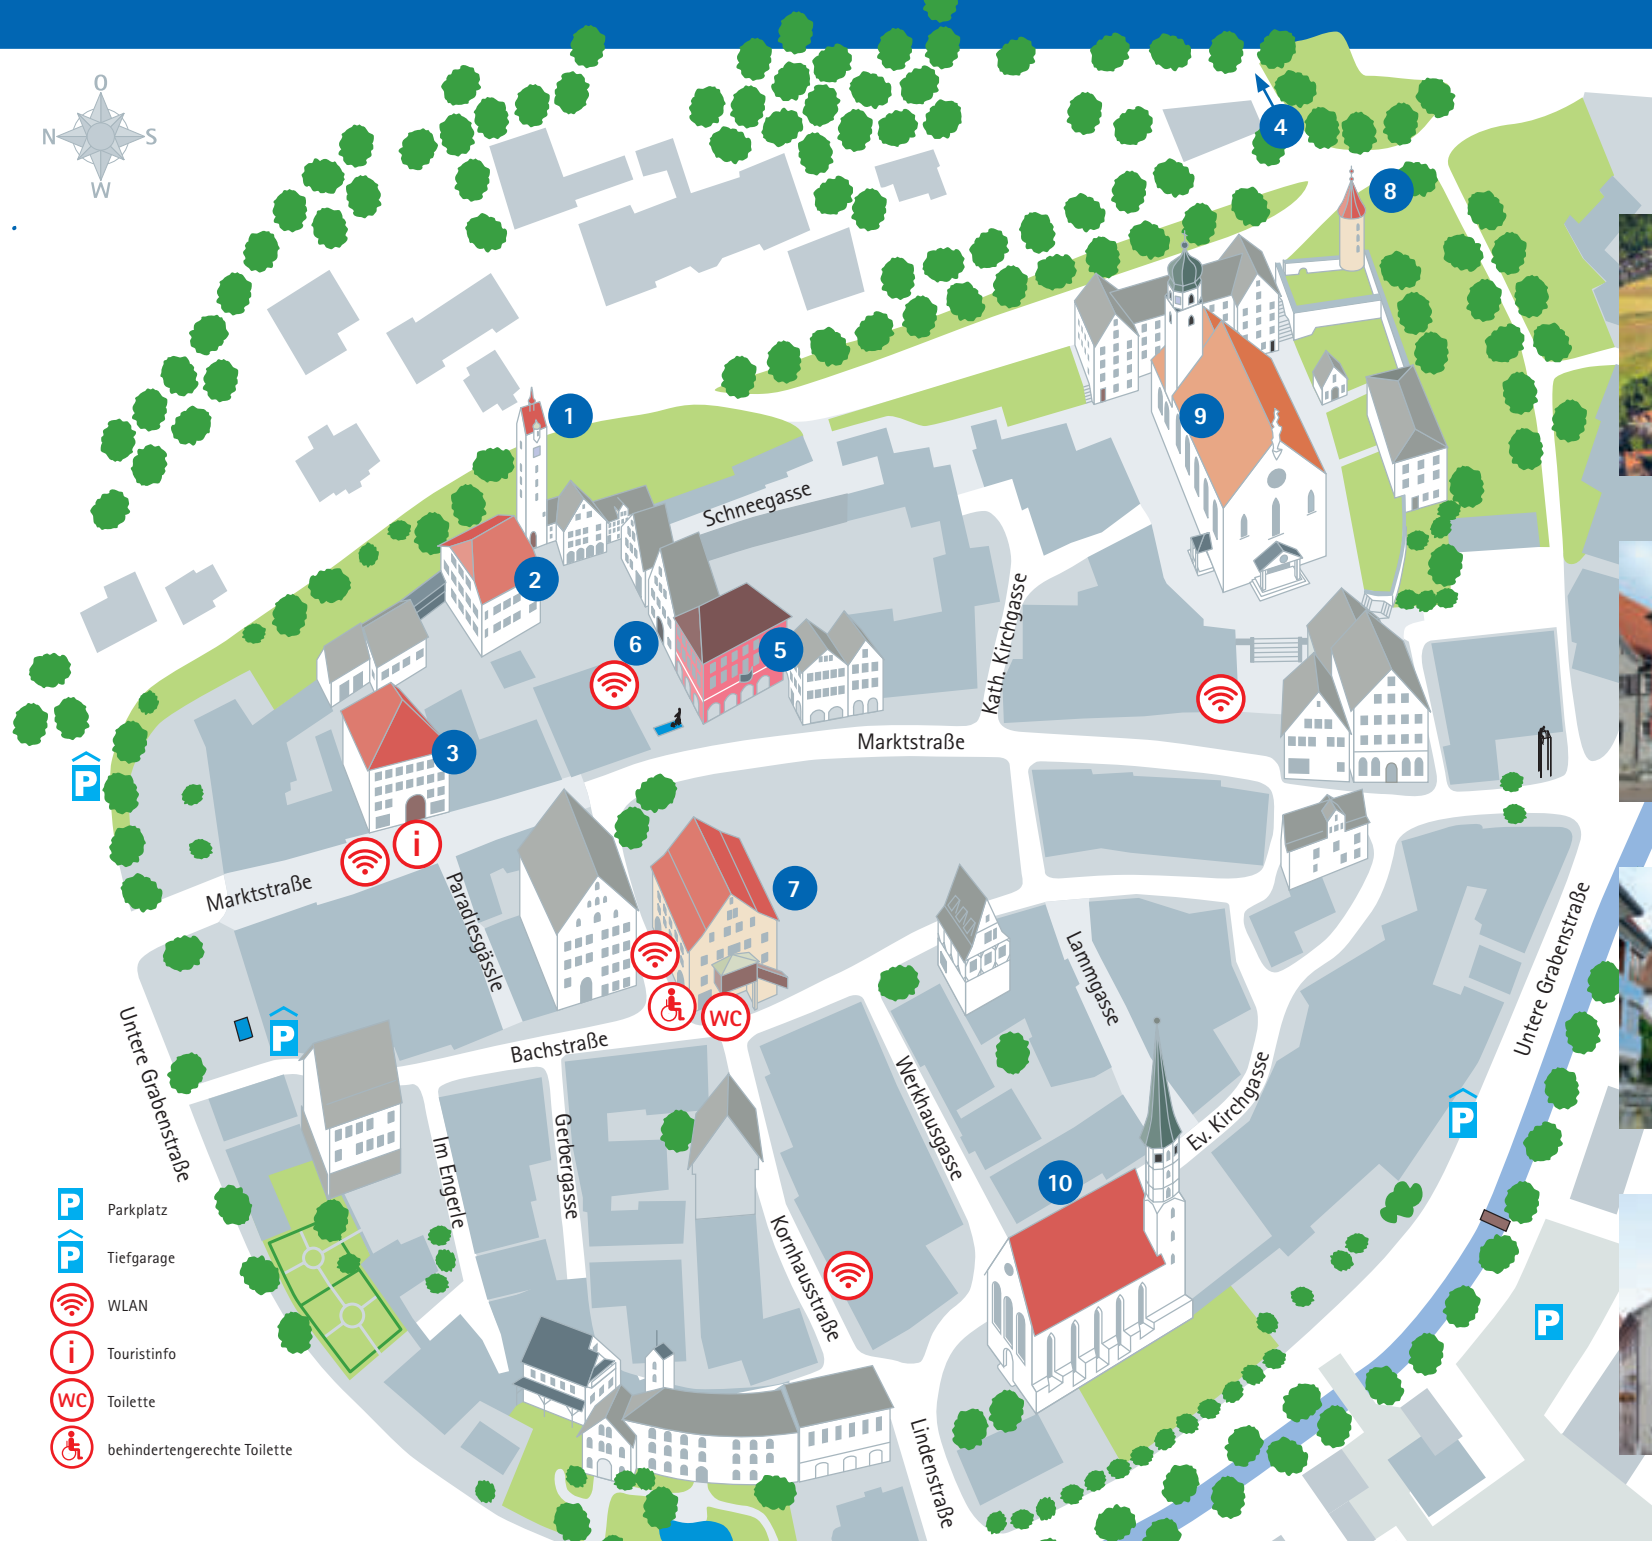 O
N
S
W
4
8
1
9
Schneegasse
2
6
5
Kath. Kirchgasse
3
Marktstraße
P
i
Marktstraße
Paradiesgässle
7
WC
Lammgasse
Untere Grabenstraße
P
Bachstraße
Untere Grabenstraße
Werkhausgasse
Ev. Kirchgasse
P
Im Engerle
Gerbergasse
10
Kornhausstraße
P
Lindenstraße
P Parkplatz
P Tiefgarage
WLAN
i Touristinfo
WC Toilette
behindertengerechte Toilette